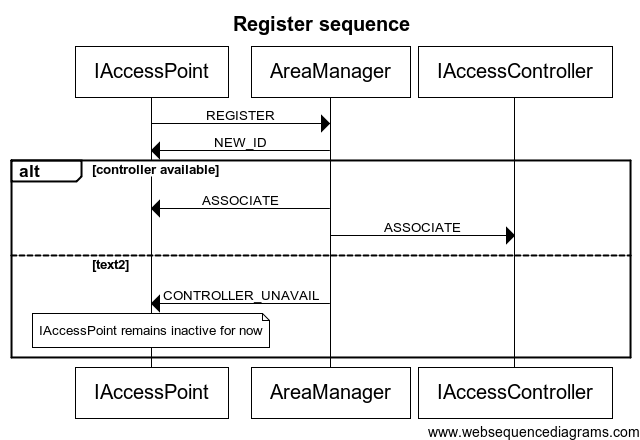 Register sequence
IAccessPoint AreaManager IAccessController
REGISTER
NEW_ID
alt [controller available]
ASSOCIATE
ASSOCIATE
[text2]
CONTROLLER_UNAVAIL
IAccessPoint remains inactive for now
IAccessPoint AreaManager IAccessController
www.websequencediagrams.com